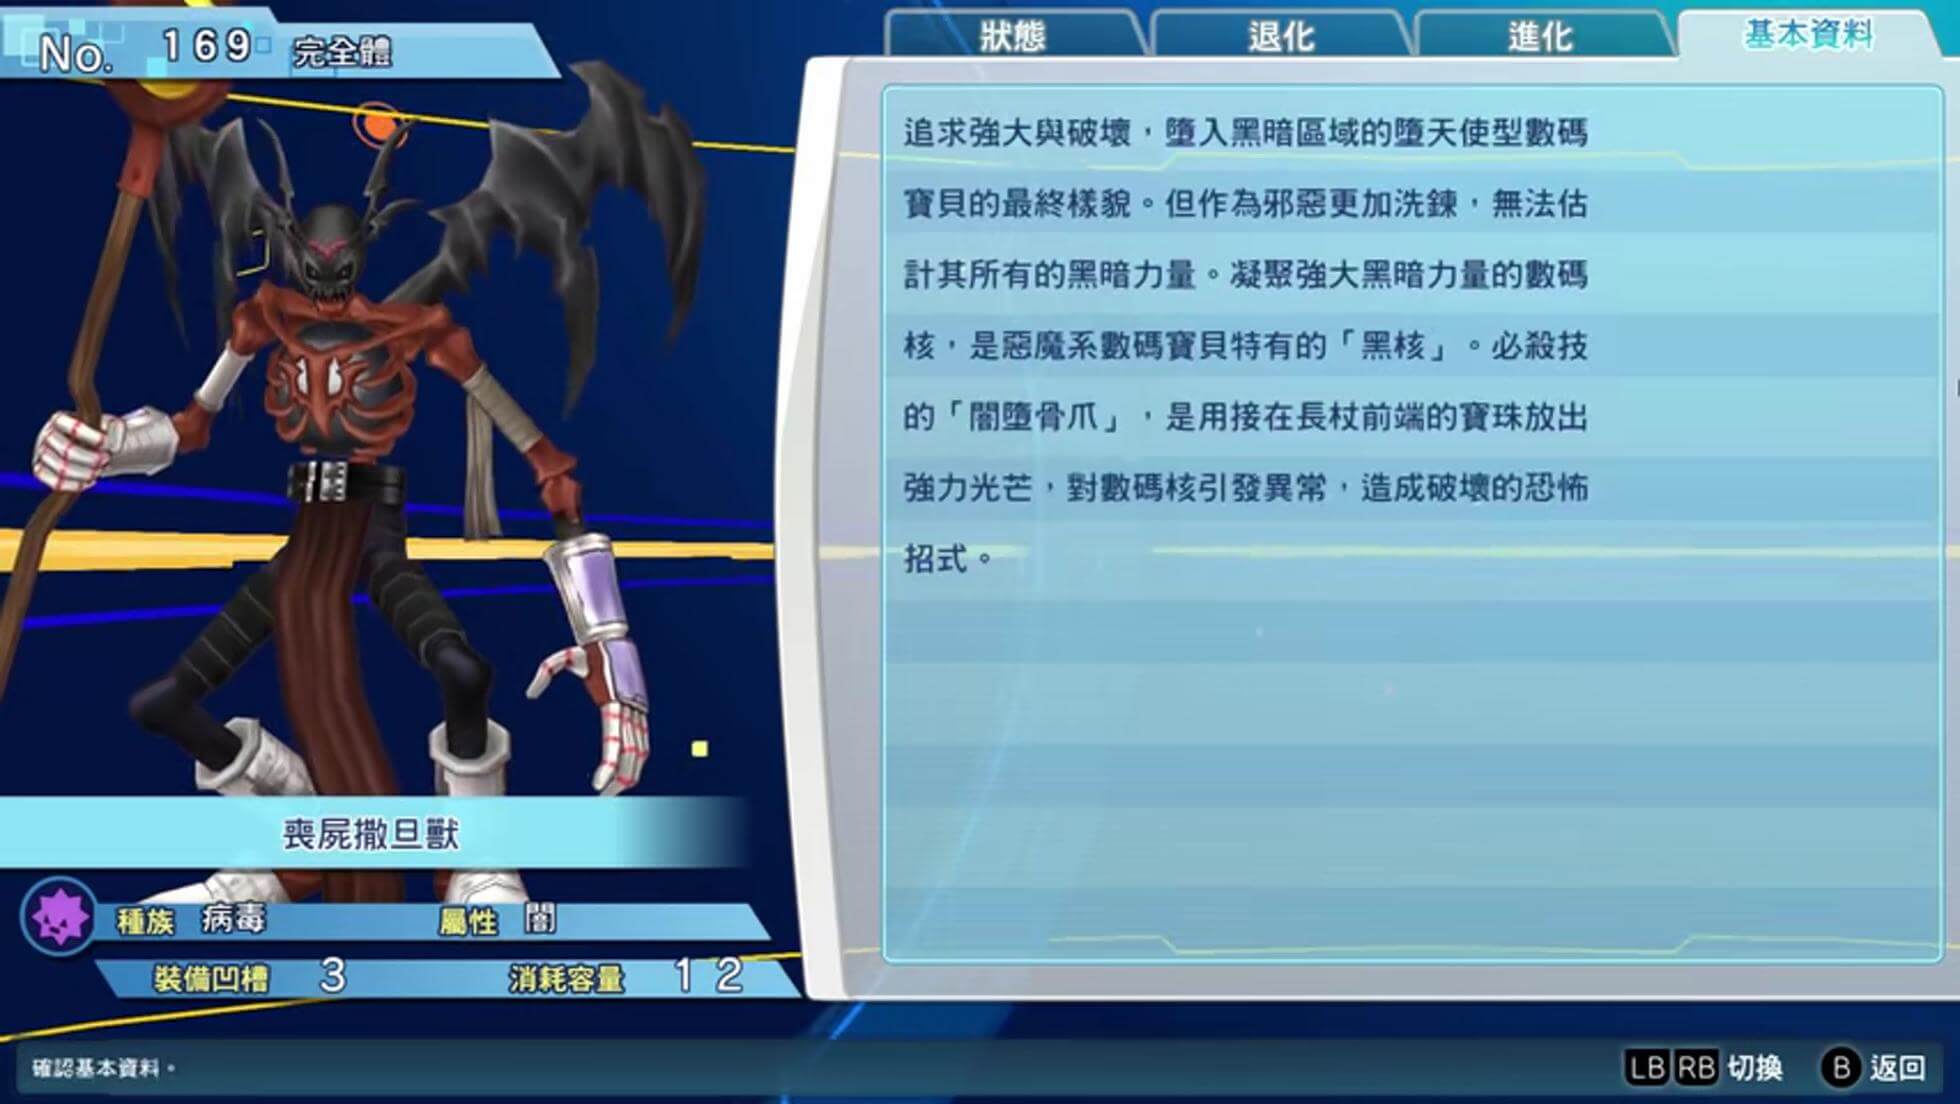 No. 169 完全體
狀態
退化
進化
基本資料
追求強大與破壞，墮入黑暗區域的墮天使型數碼
寶貝的最終樣貌。但作為邪惡更加洗鍊，無法估
計其所有的黑暗力量。凝聚強大黑暗力量的數碼
核，是惡魔系數碼寶貝特有的「黑核」。必殺技
的「闇墮骨爪」，是用接在長杖前端的寶珠放出
強力光芒，對數碼核引發異常，造成破壞的恐怖
招式。
喪屍撒旦獸
種族 病毒 屬性 闇
裝備凹槽 3 消耗容量 12
確認基本資料。
LB RB 切換 B 返回